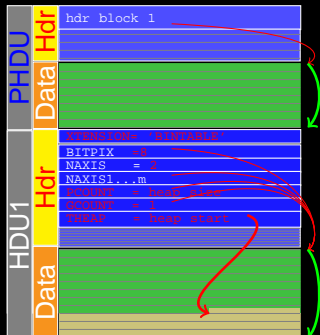 PHDU
Hdr
hdr block 1
Data
HDU1
Hdr
XTENSION= 'BINTABLE'
BITPIX =8
NAXIS = 2
NAXIS1...m
PCOUNT = heap size
GCOUNT = 1
THEAP = heap start
Data